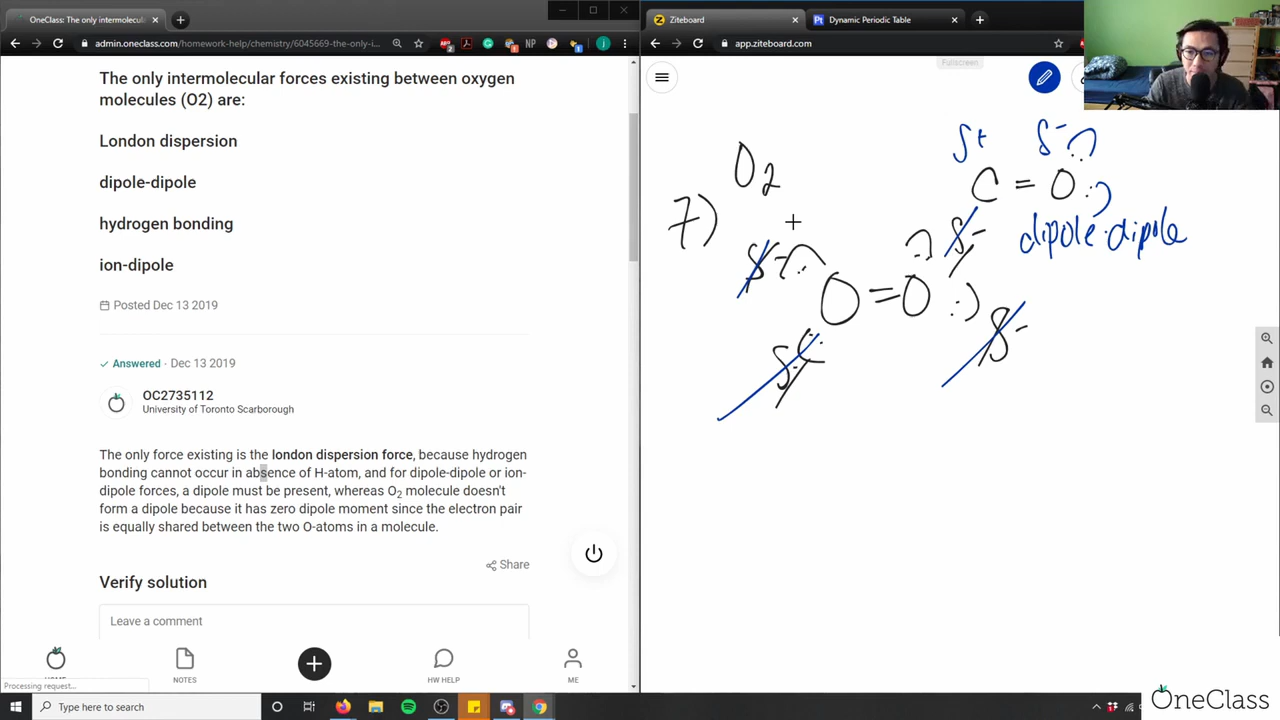 OneClass: The only intermolecul
admin.oneclass.com/homework-help/chemistry/6045669-the-only-i...
The only intermolecular forces existing between oxygen
molecules (O2) are:
London dispersion
dipole-dipole
hydrogen bonding
ion-dipole
Posted Dec 13 2019
Answered • Dec 13 2019
OC2735112
University of Toronto Scarborough
The only force existing is the london dispersion force, because hydrogen
bonding cannot occur in absence of H-atom, and for dipole-dipole or ion-
dipole forces, a dipole must be present, whereas O2 molecule doesn't
form a dipole because it has zero dipole moment since the electron pair
is equally shared between the two O-atoms in a molecule.
Share
Verify solution
Leave a comment
NOTES
HW HELP
ME
Processing request...
Type here to search
Ziteboard
Dynamic Periodic Table
app.ziteboard.com
Fullscreen
O2
7)
δ+ δ-
C = O
dipole-dipole
δ- δ-
O = O
δ- δ-
OneClass